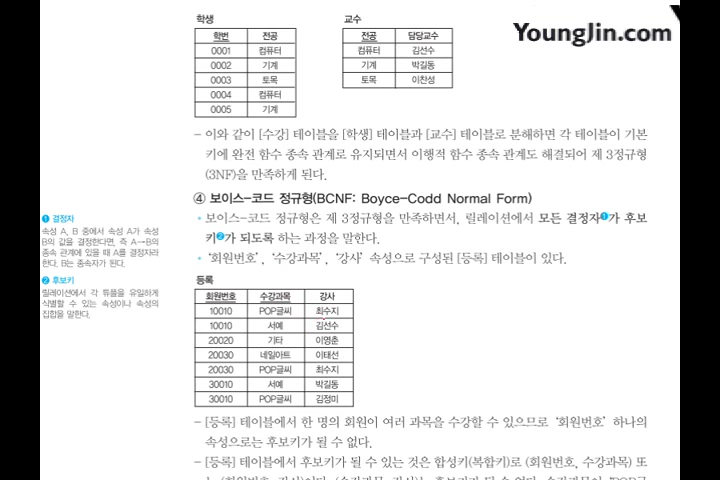 학생
교수
YoungJin.com
학번 전공
0001 컴퓨터
0002 기계
0003 토목
0004 컴퓨터
0005 기계
전공 담당교수
컴퓨터 김선수
기계 박길동
토목 이찬성
- 이와 같이 [수강] 테이블을 [학생] 테이블과 [교수] 테이블로 분해하면 각 테이블이 기본
키에 완전 함수 종속 관계로 유지되면서 이행적 함수 종속 관계도 해결되어 제 3정규형
(3NF)을 만족하게 된다.
④ 보이스-코드 정규형(BCNF: Boyce-Codd Normal Form)
• 보이스-코드 정규형은 제 3정규형을 만족하면서, 릴레이션에서 모든 결정자❶가 후보
키❷가 되도록 하는 과정을 말한다.
• '회원번호', '수강과목', '강사' 속성으로 구성된 [등록] 테이블이 있다.
❶ 결정자
속성 A, B 중에서 속성 A가 속성
B의 값을 결정한다면, 즉 A→B의
종속 관계에 있을 때 A를 결정자라
한다. B는 종속자가 된다.
❷ 후보키
릴레이션에서 각 튜플을 유일하게
식별할 수 있는 속성이나 속성의
집합을 말한다.
등록
회원번호 수강과목 강사
10010 POP글씨 최수지
10010 서예 김선수
20020 기타 이영춘
20030 네일아트 이태선
20030 POP글씨 최수지
30010 서예 박길동
30010 POP글씨 김정미
- [등록] 테이블에서 한 명의 회원이 여러 과목을 수강할 수 있으므로 '회원번호' 하나의
속성으로는 후보키가 될 수 없다.
- [등록] 테이블에서 후보키가 될 수 있는 것은 합성키(복합키)로 (회원번호, 수강과목) 또